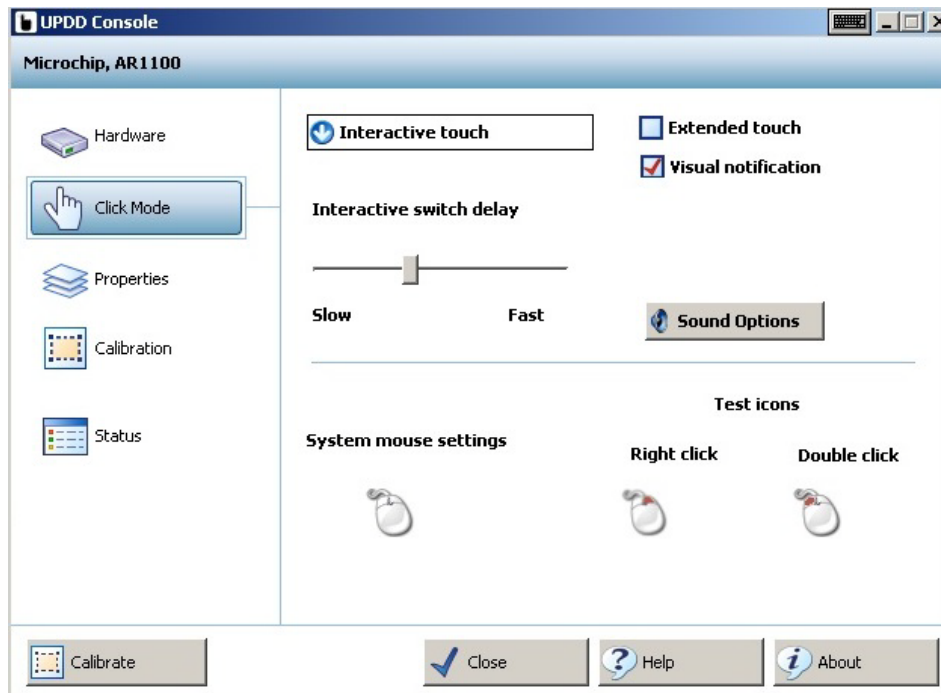 UPDD Console
Microchip, AR1100
Hardware
Click Mode
Properties
Calibration
Status
Interactive touch
Extended touch
Visual notification
Interactive switch delay
Slow Fast
Sound Options
Test icons
System mouse settings
Right click Double click
Calibrate
Close
Help
About